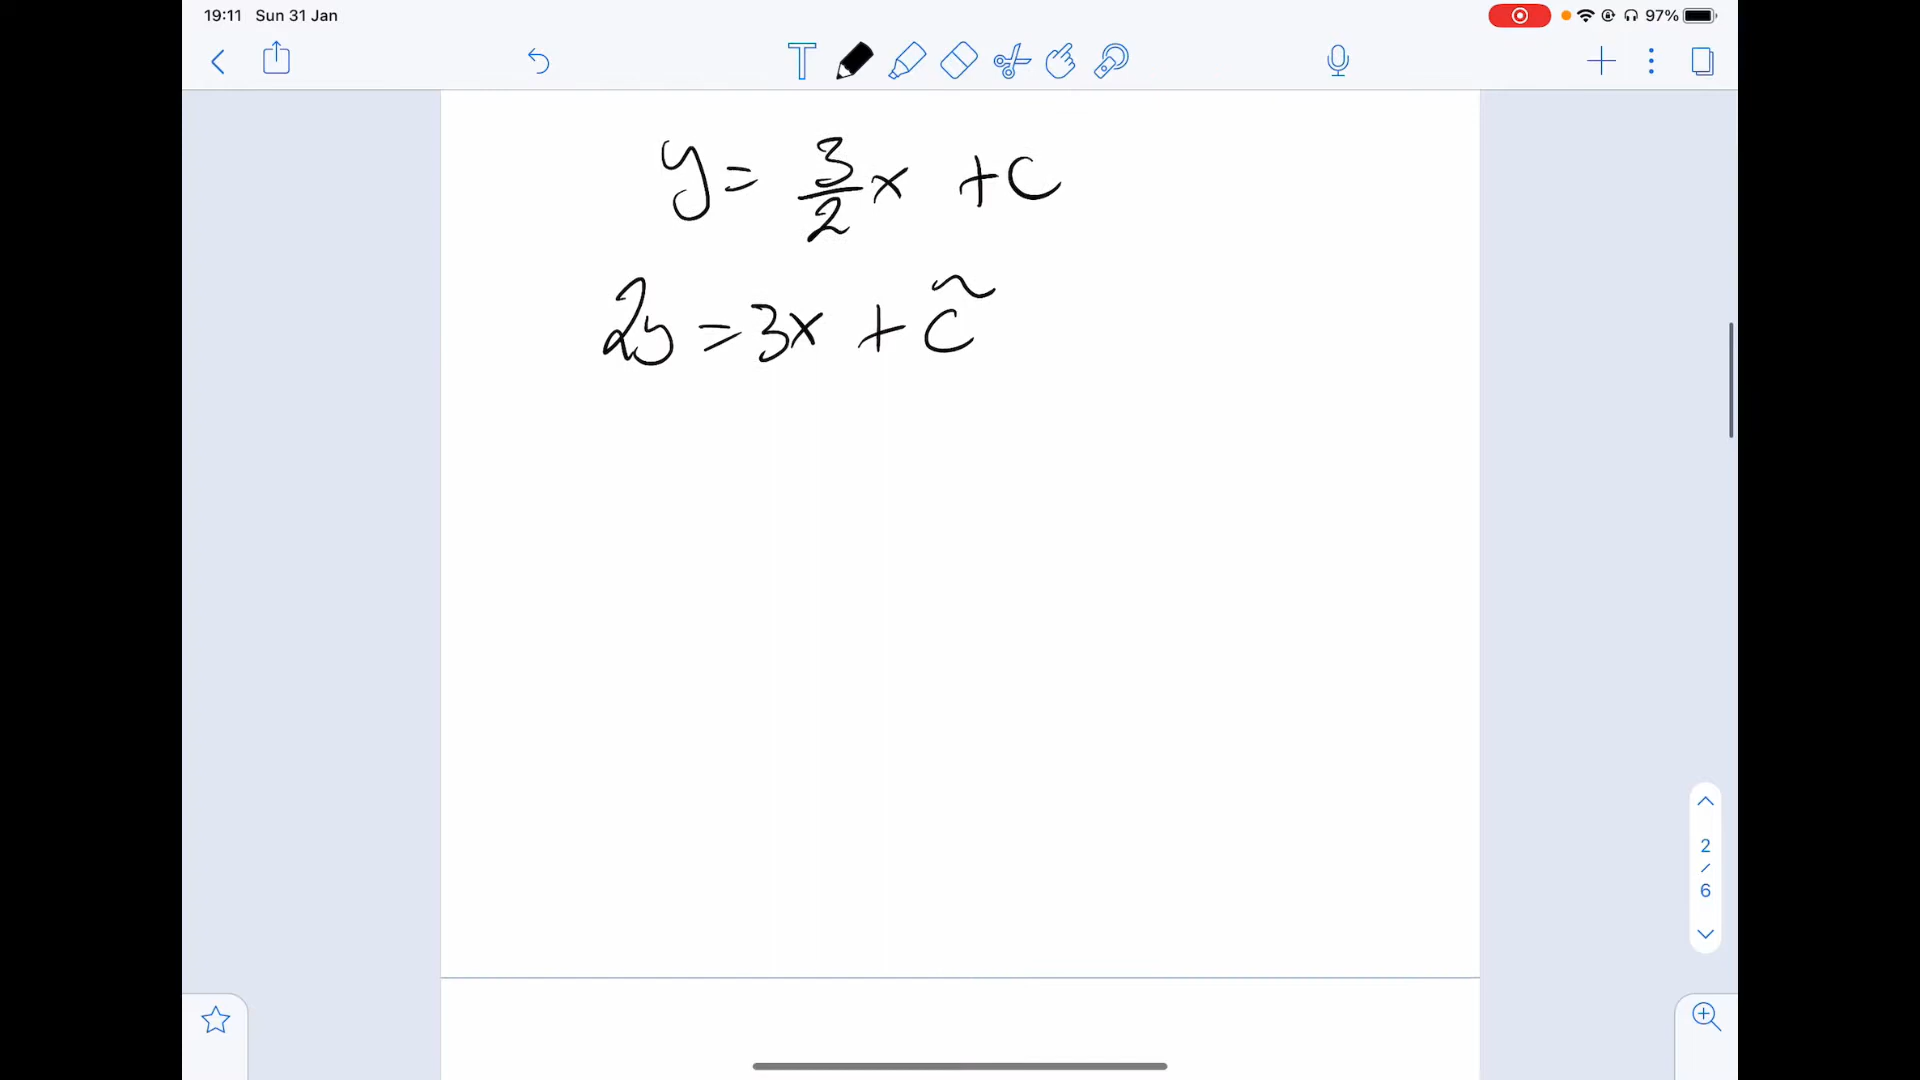 19:11 Sun 31 Jan 97%
T
y = 3/2 x + C
2y = 3x + c̃
2
/
6